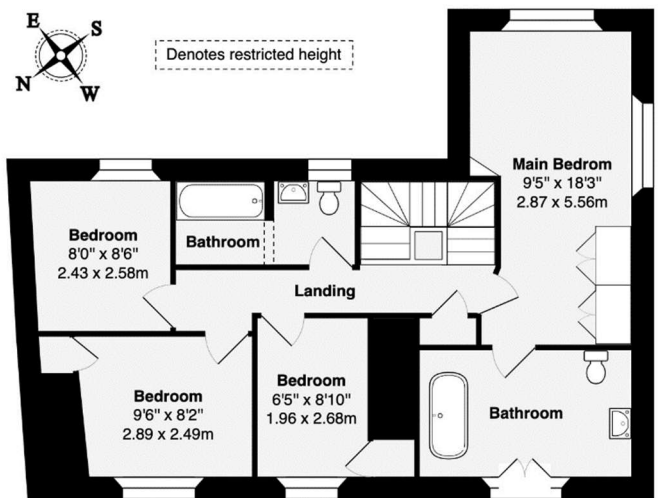 E
S
N
W
Denotes restricted height
Main Bedrom
9'5" x 18'3"
2.87 x 5.56m
Bedroom
8'0" x 8'6"
2.43 x 2.58m
Bathroom
Landing
Bedroom
9'6" x 8'2"
2.89 x 2.49m
Bedroom
6'5" x 8'10"
1.96 x 2.68m
Bathroom